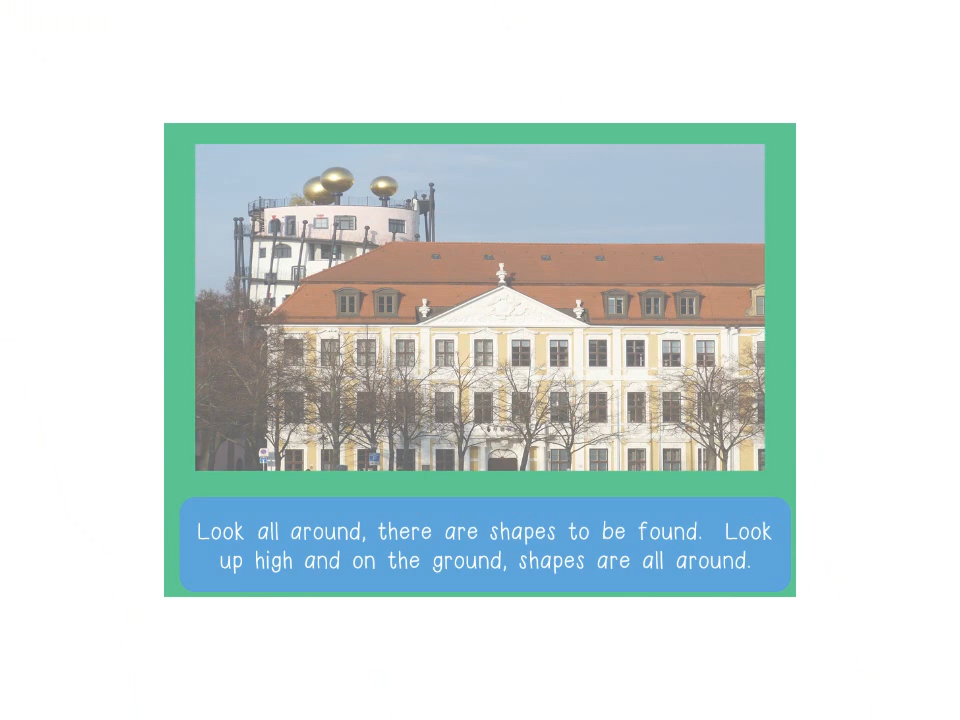 Look all around, there are shapes to be found.  Look
up high and on the ground, shapes are all around.